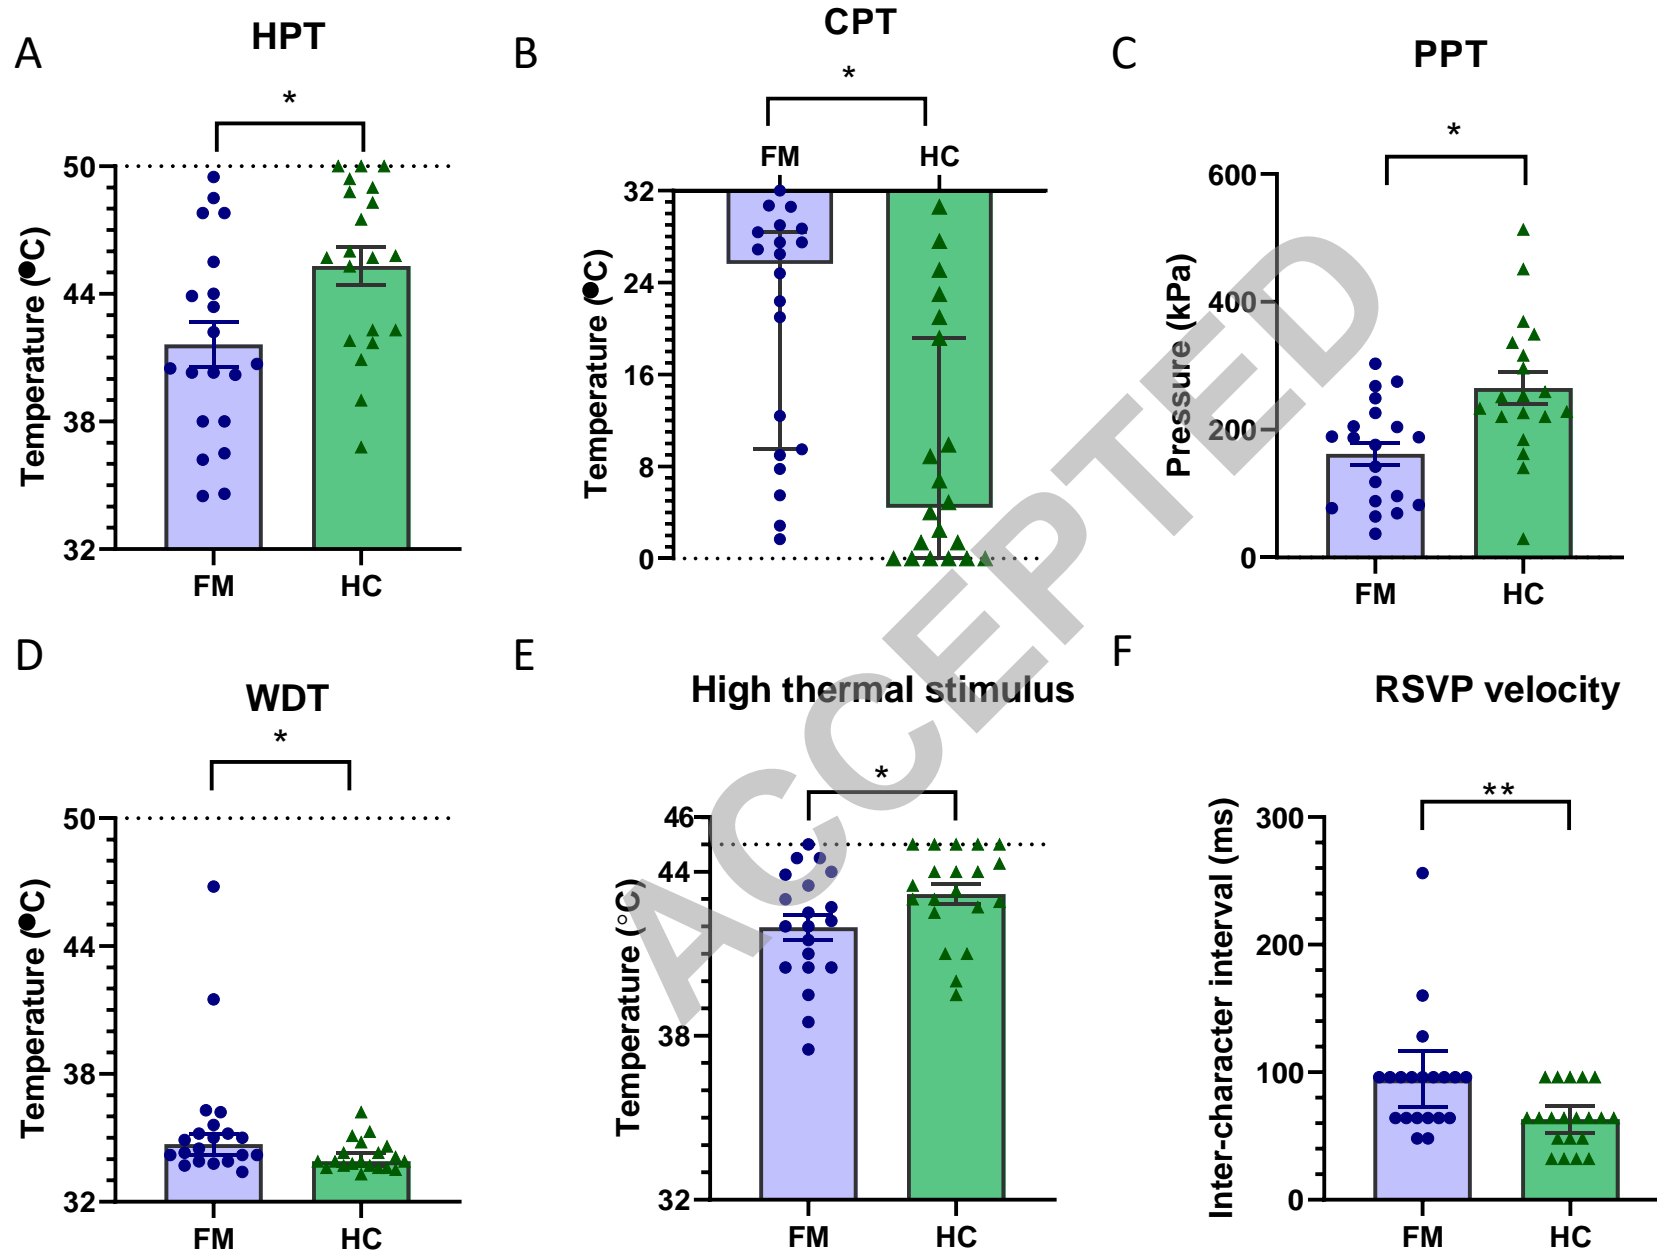 A
HPT
*
Temperature (°C)
50
44
38
32
FM
HC
B
CPT
*
FM
HC
Temperature (°C)
32
24
16
8
0
C
PPT
*
Pressure (kPa)
600
400
200
0
FM
HC
D
WDT
*
Temperature (°C)
50
44
38
32
FM
HC
E
High thermal stimulus
*
Temperature (°C)
46
44
38
32
FM
HC
F
RSVP velocity
**
Inter-character interval (ms)
300
200
100
0
FM
HC
ACCEPTED